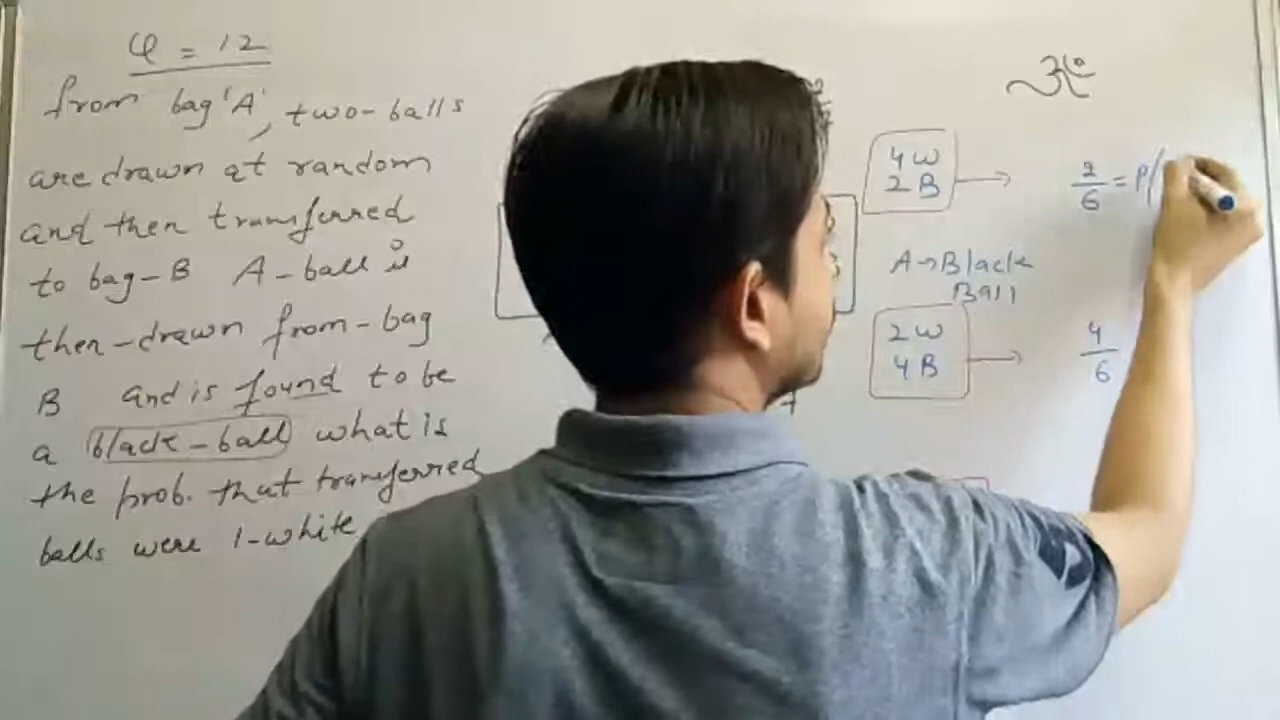 Q = 12
from bag 'A', two-balls
are drawn at random
and then transferred
to bag-B A-ball is
then-drawn from-bag
B and is found to be
a black-ball what is
the prob. that transferred
balls were 1-white
4W
2B
2/6 = P(
A→Black
Ball
2W
4B
4/6